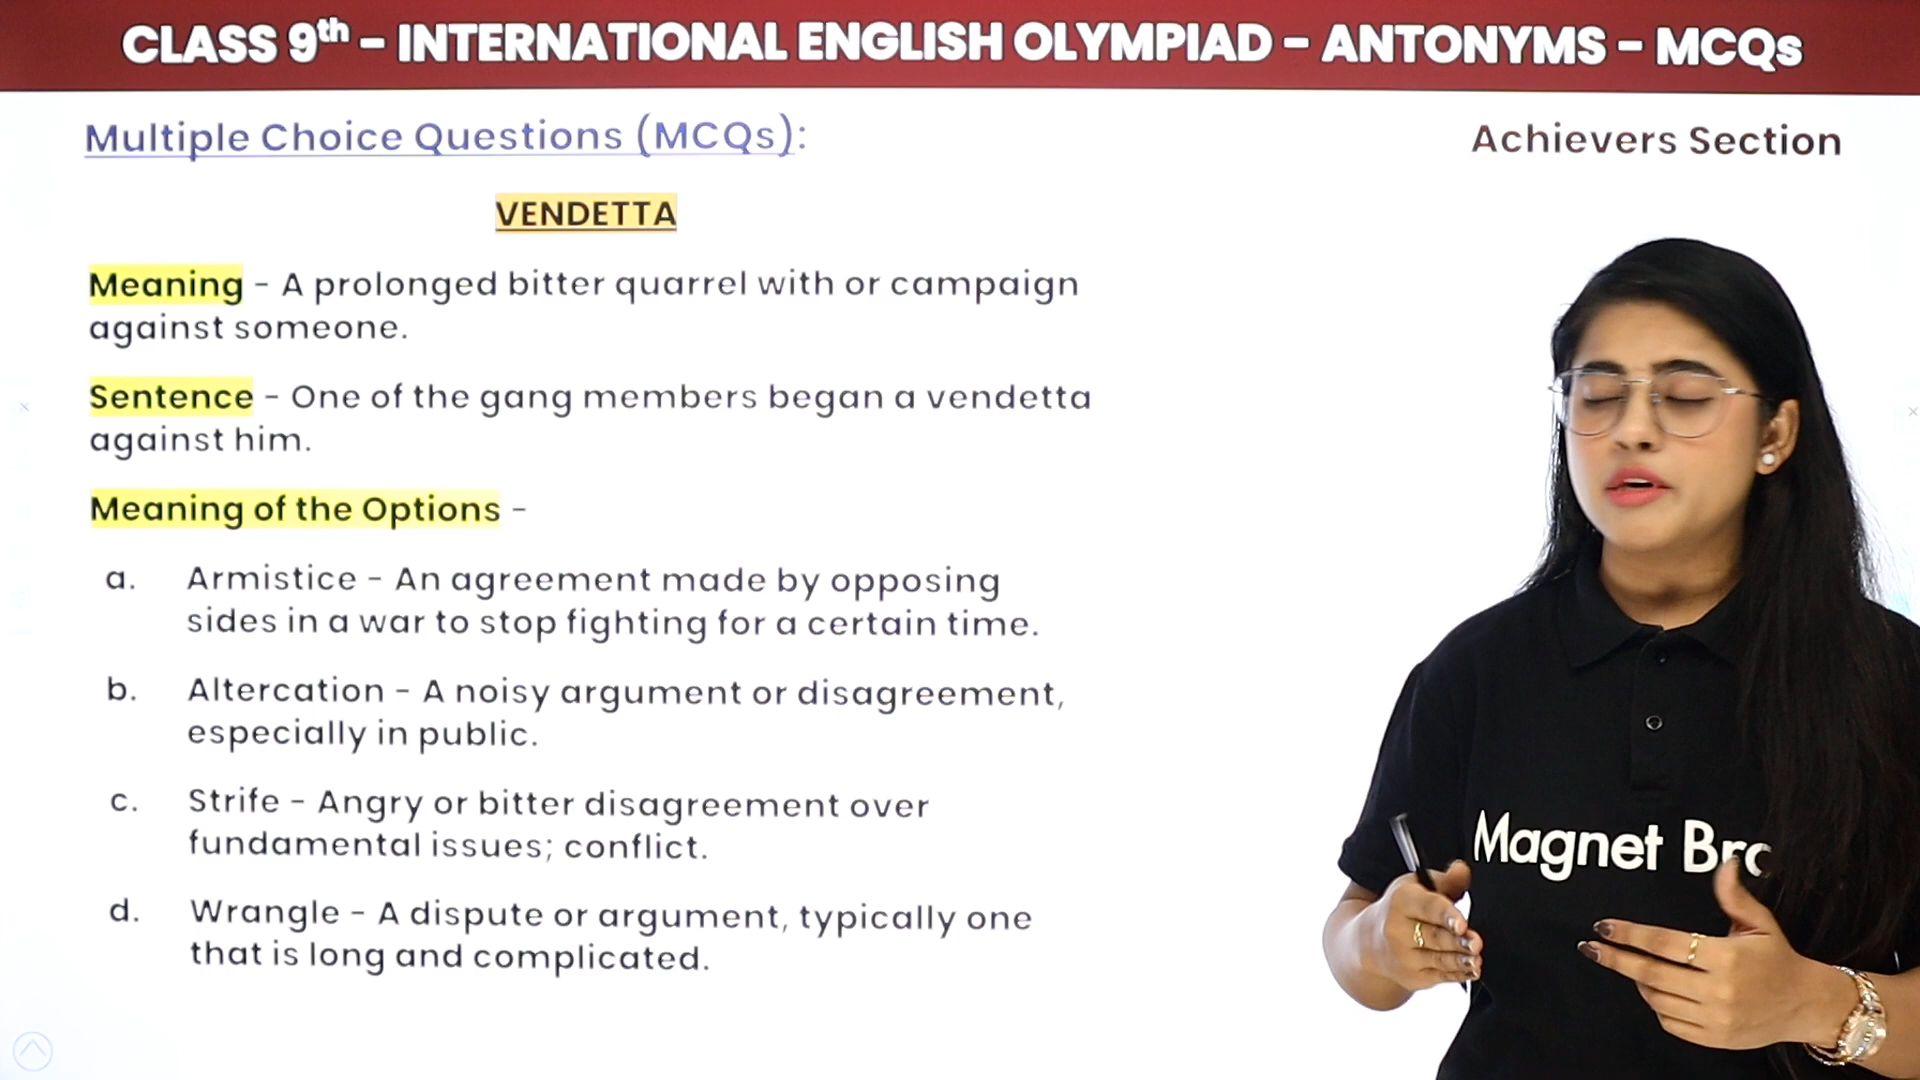 CLASS 9th - INTERNATIONAL ENGLISH OLYMPIAD - ANTONYMS - MCQs
Multiple Choice Questions (MCQs):
Achievers Section
VENDETTA
Meaning - A prolonged bitter quarrel with or campaign
against someone.
Sentence - One of the gang members began a vendetta
against him.
Meaning of the Options -
a. Armistice - An agreement made by opposing
sides in a war to stop fighting for a certain time.
b. Altercation - A noisy argument or disagreement,
especially in public.
c. Strife - Angry or bitter disagreement over
fundamental issues; conflict.
d. Wrangle - A dispute or argument, typically one
that is long and complicated.
Magnet Bro